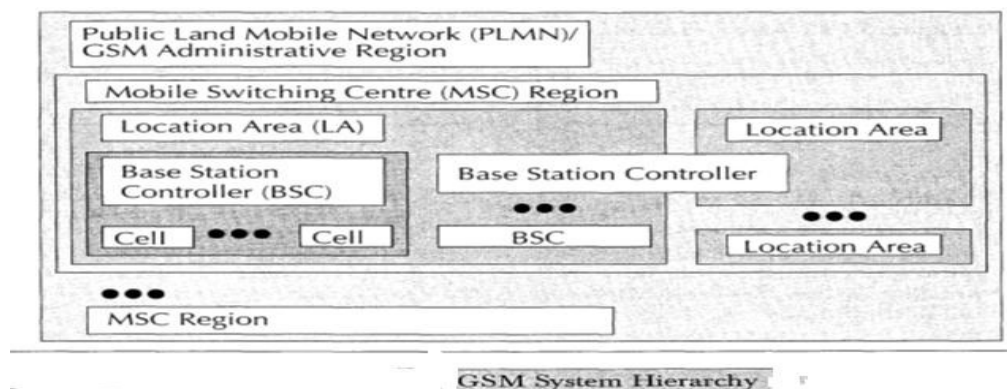 Public Land Mobile Network (PLMN)/
GSM Administrative Region
Mobile Switching Centre (MSC) Region
Location Area (LA)
Location Area
Base Station
Controller (BSC)
Base Station Controller
Cell ●●● Cell
●●●
BSC
●●●
Location Area
●●●
MSC Region
GSM System Hierarchy